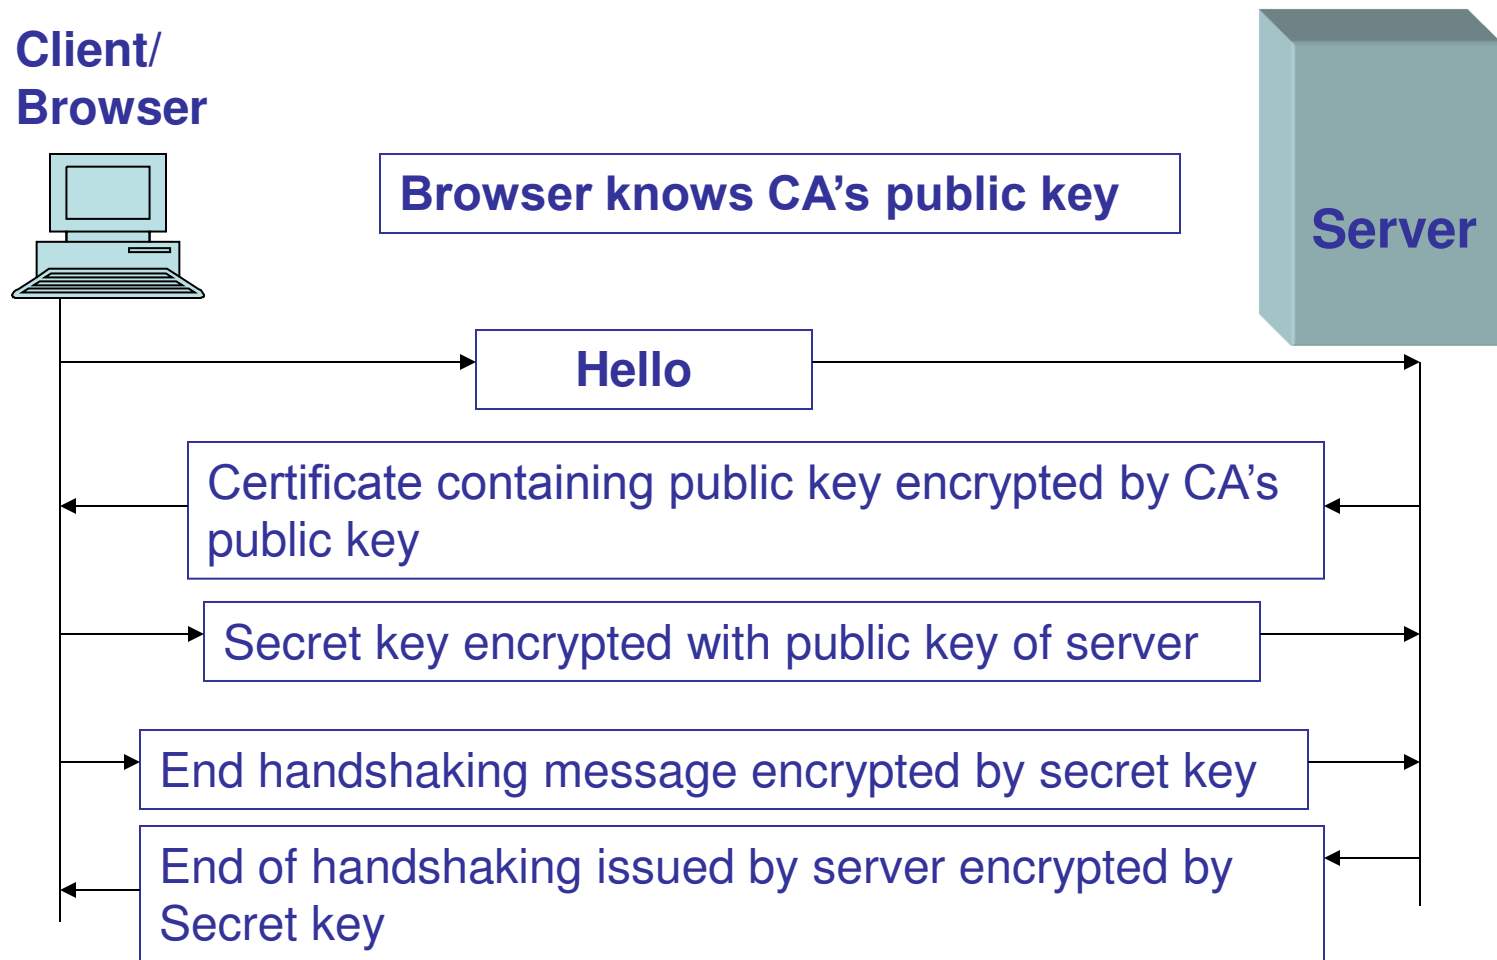 Client/
Browser
Browser knows CA’s public key
Server
Hello
Certificate containing public key encrypted by CA’s
public key
Secret key encrypted with public key of server
End handshaking message encrypted by secret key
End of handshaking issued by server encrypted by
Secret key